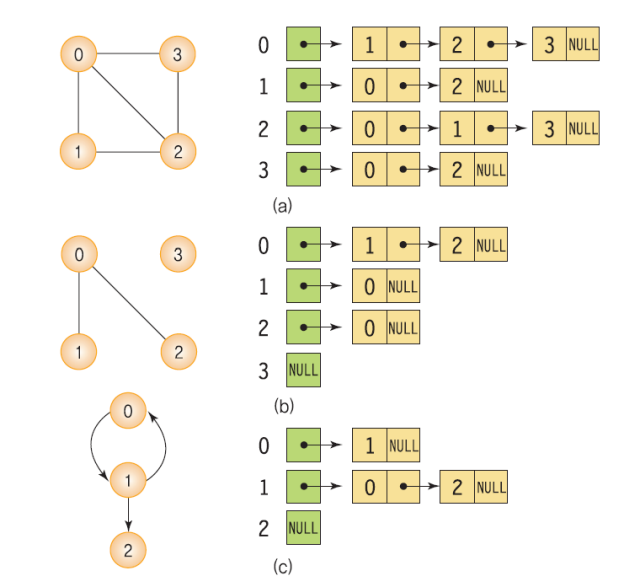 0 3
1 2
0 1 2 3 NULL
1 0 2 NULL
2 0 1 3 NULL
3 0 2 NULL
(a)
0 3
1 2
0 1 2 NULL
1 0 NULL
2 0 NULL
3 NULL
(b)
0
1
2
0 1 NULL
1 0 2 NULL
2 NULL
(c)